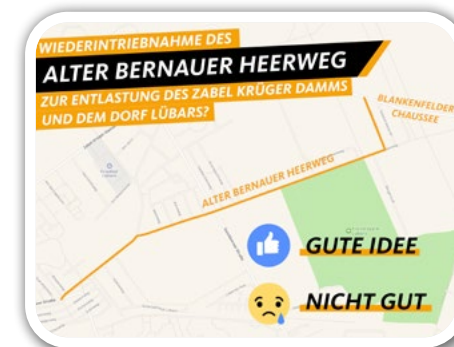 WIEDERINTRIEBNAHME DES
ALTER BERNAUER HEERWEG
ZUR ENTLASTUNG DES ZABEL KRÜGER DAMMS
UND DEM DORF LÜBARS?
BLANKENFELDER
CHAUSSEE
ALTER BERNAUER HEERWEG
GUTE IDEE
NICHT GUT